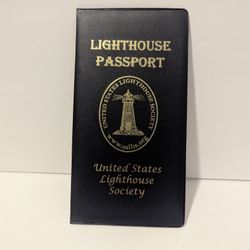 LIGHTHOUSE
PASSPORT
UNITED STATES LIGHTHOUSE SOCIETY
www.uslhs.org
United States
Lighthouse
Society